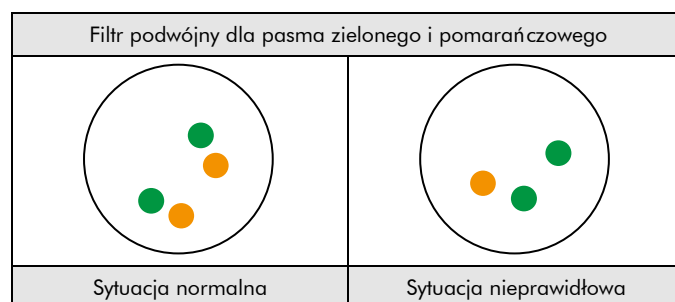 Filtr podwójny dla pasma zielonego i pomarańczowego
Sytuacja normalna
Sytuacja nieprawidłowa